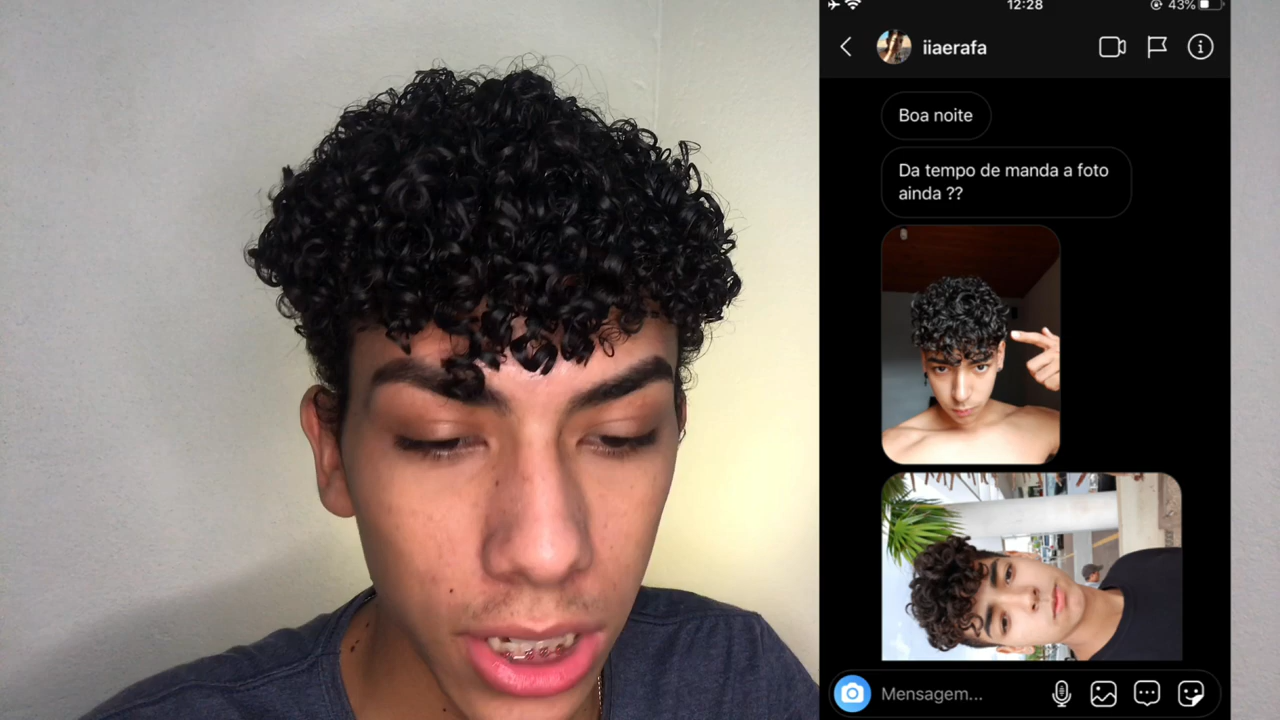 12:28
43%
iiaerafa
Boa noite
Da tempo de manda a foto
ainda ??
Mensagem...